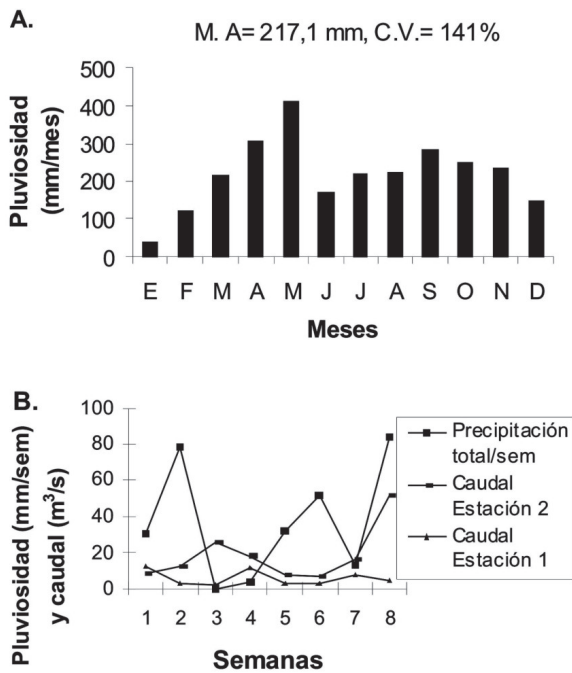 A.
M. A= 217,1 mm, C.V.= 141%
Pluviosidad
(mm/mes)
500
400
300
200
100
0
E F M A M J J A S O N D
Meses
B.
Pluviosidad (mm/sem)
y caudal (m³/s)
100
80
60
40
20
0
1 2 3 4 5 6 7 8
Semanas
Precipitación
total/sem
Caudal
Estación 2
Caudal
Estación 1